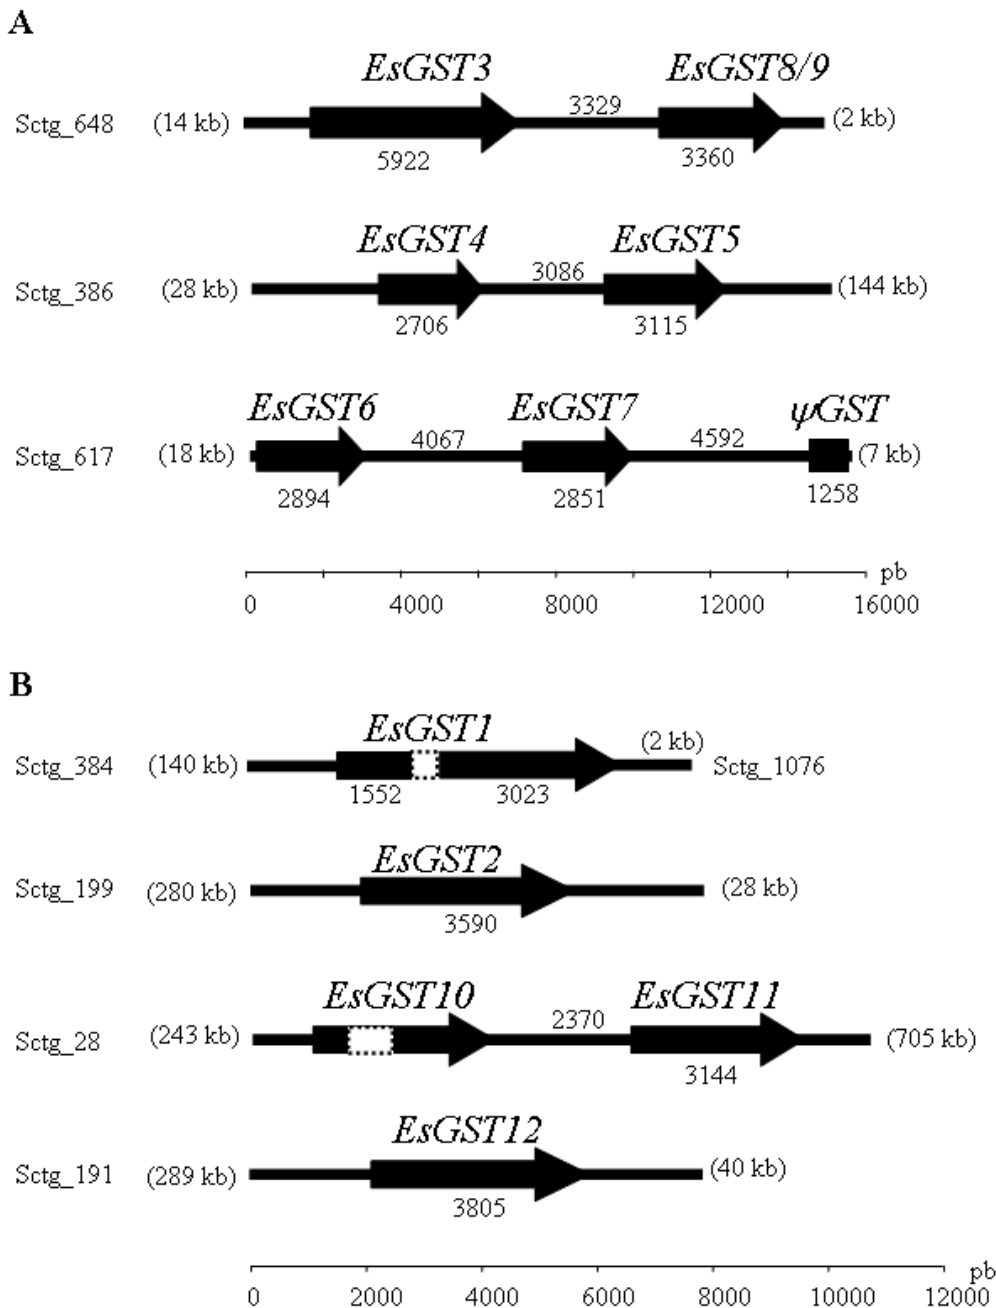 A
EsGST3 EsGST8/9
Sctg_648 (14 kb) 3329 (2 kb)
5922 3360
EsGST4 EsGST5
Sctg_386 (28 kb) 3086 (144 kb)
2706 3115
EsGST6 EsGST7 ψGST
Sctg_617 (18 kb) 4067 4592 (7 kb)
2894 2851 1258
pb
0 4000 8000 12000 16000
B
EsGST1
Sctg_384 (140 kb) (2 kb) Sctg_1076
1552 3023
EsGST2
Sctg_199 (280 kb) (28 kb)
3590
EsGST10 EsGST11
Sctg_28 (243 kb) 2370 (705 kb)
3144
EsGST12
Sctg_191 (289 kb) (40 kb)
3805
pb
0 2000 4000 6000 8000 10000 12000